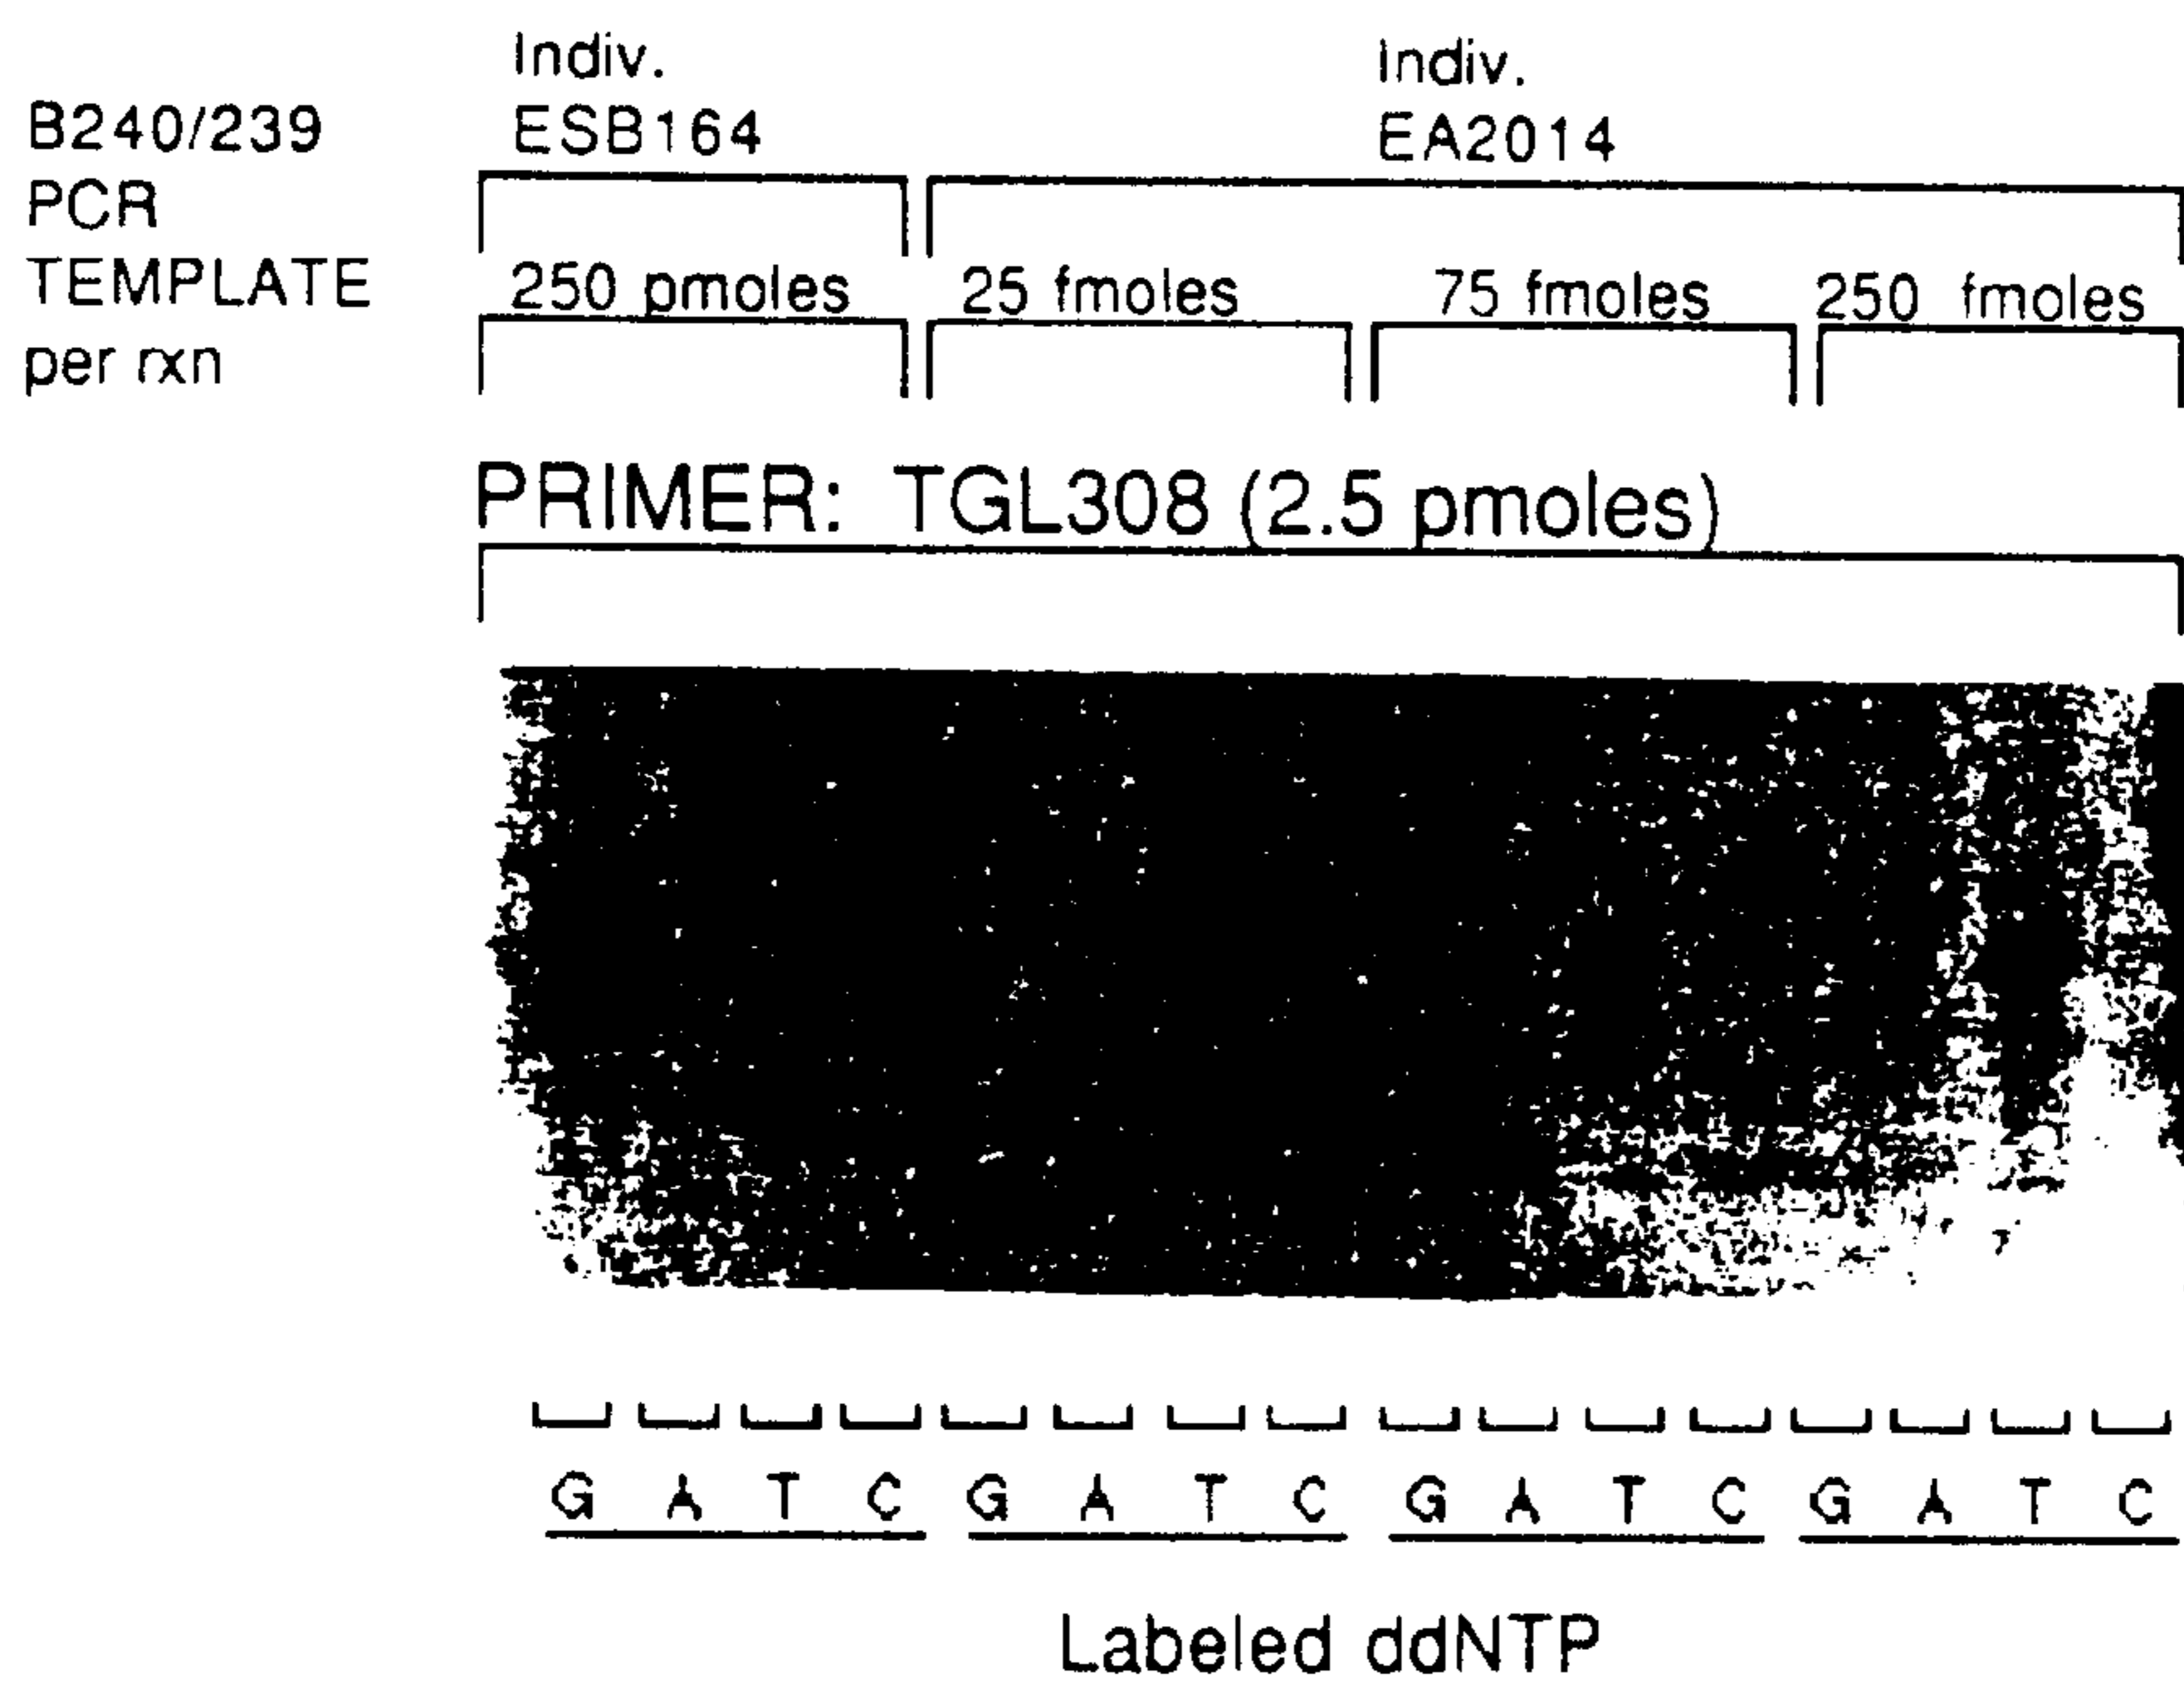 Indiv. Indiv.
B240/239 ESB164 EA2014
PCR
TEMPLATE 250 pmoles 25 fmoles 75 fmoles 250 fmoles
per rxn
PRIMER: TGL308 (2.5 pmoles)
G A T C G A T C G A T C G A T C
Labeled ddNTP